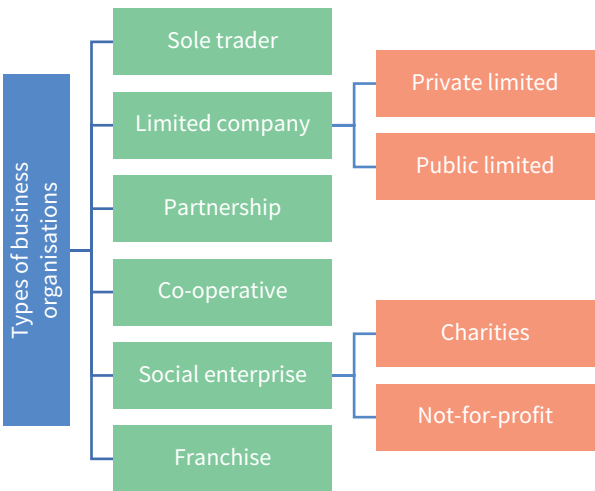 Types of business
organisations
Sole trader
Limited company
Private limited
Public limited
Partnership
Co-operative
Social enterprise
Charities
Not-for-profit
Franchise